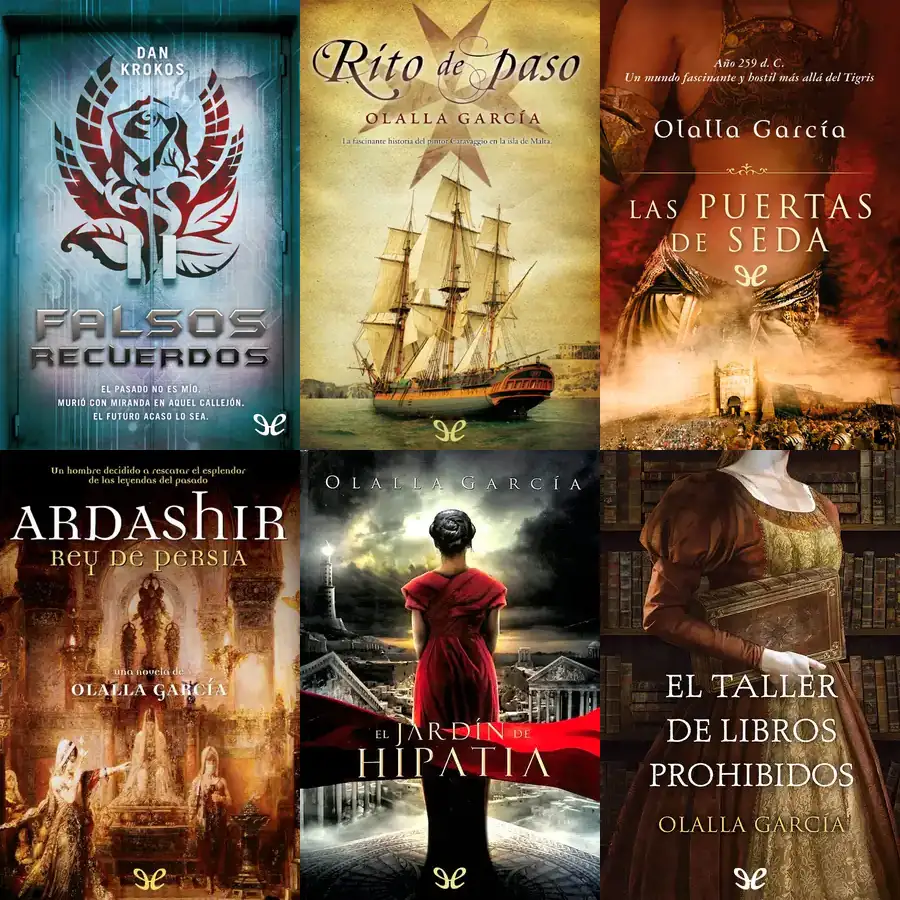 DAN
KROKOS
FALSOS
RECUERDOS
EL PASADO NO ES MÍO.
MURIÓ CON MIRANDA EN AQUEL CALLEJÓN.
EL FUTURO ACASO LO SEA.
Rito de paso
OLALLA GARCÍA
La fascinante historia del pintor Caravaggio en la isla de Malta.
Año 259 d. C.
Un mundo fascinante y hostil más allá del Tigris
Olalla García
LAS PUERTAS
DE SEDA
Un hombre decidido a rescatar el esplendor
de las leyendas del pasado
ARDASHIR
REY DE PERSIA
una novela de
OLALLA GARCÍA
OLALLA GARCÍA
EL JARDÍN DE
HIPATIA
EL TALLER
DE LIBROS
PROHIBIDOS
OLALLA GARCÍA